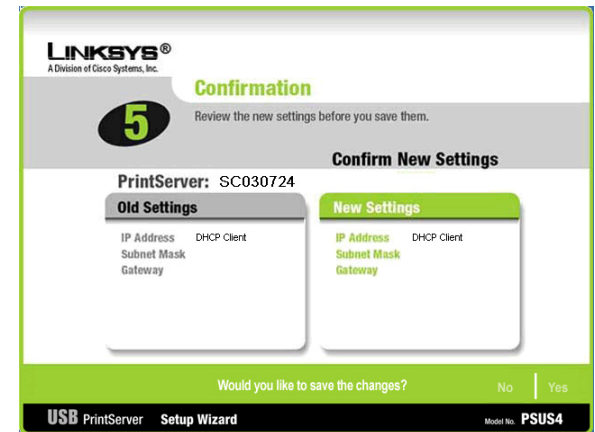 LINKSYS®
A Division of Cisco Systems, Inc.
Confirmation
5
Review the new settings before you save them.
Confirm New Settings
PrintServer: SC030724
Old Settings
IP Address DHCP Client
Subnet Mask
Gateway
New Settings
IP Address DHCP Client
Subnet Mask
Gateway
Would you like to save the changes?
No Yes
USB PrintServer Setup Wizard
Model No. PSUS4